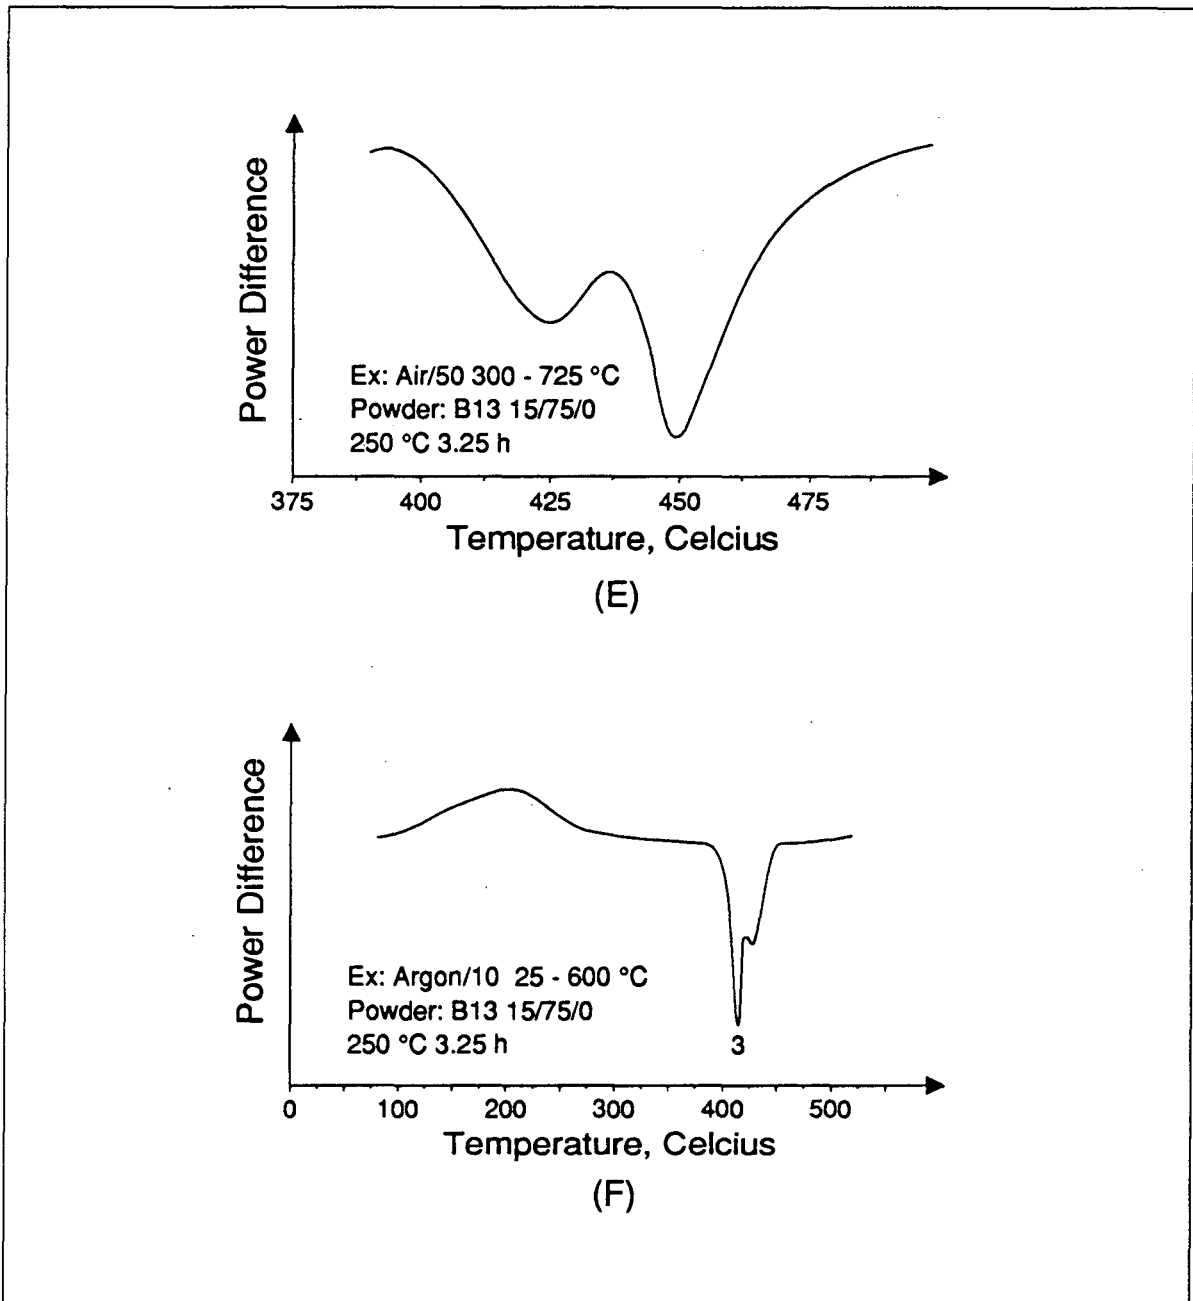 Power Difference
Ex: Air/50 300 - 725 °C
Powder: B13 15/75/0
250 °C 3.25 h
375 400 425 450 475
Temperature, Celcius
(E)
Power Difference
Ex: Argon/10 25 - 600 °C
Powder: B13 15/75/0
250 °C 3.25 h
3
0 100 200 300 400 500
Temperature, Celcius
(F)